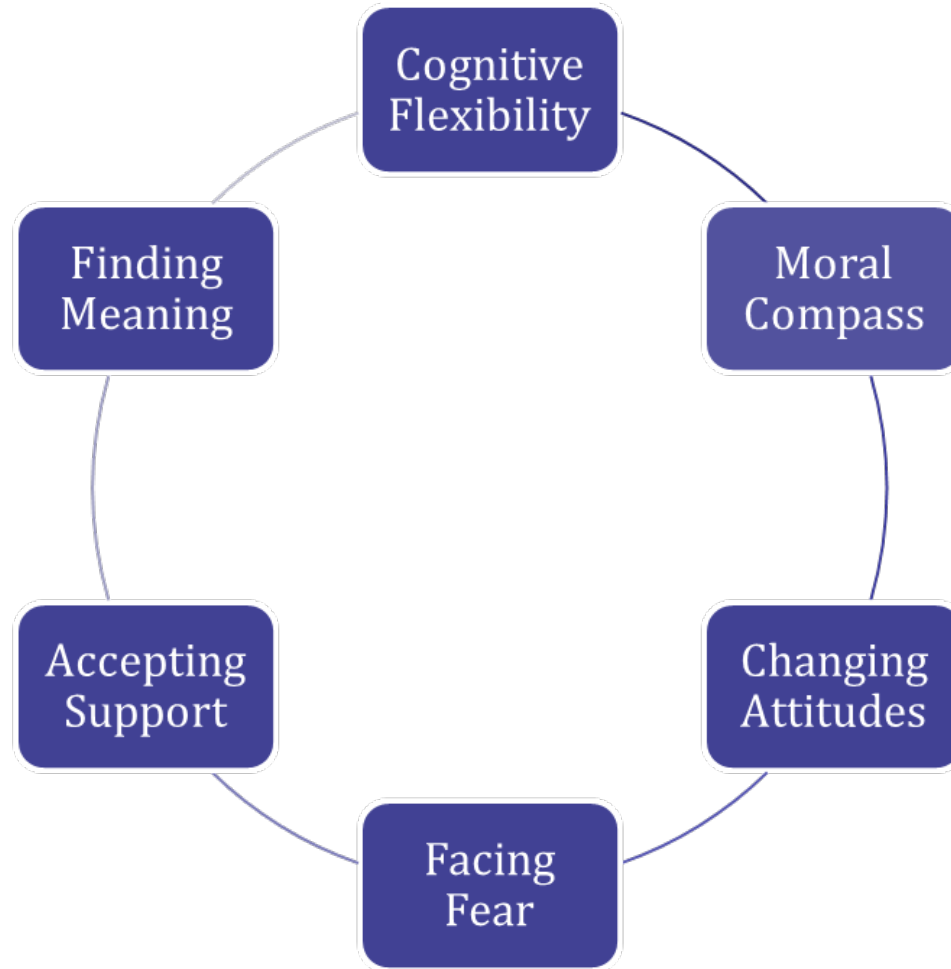 Cognitive
Flexibility
Moral
Compass
Changing
Attitudes
Facing
Fear
Accepting
Support
Finding
Meaning